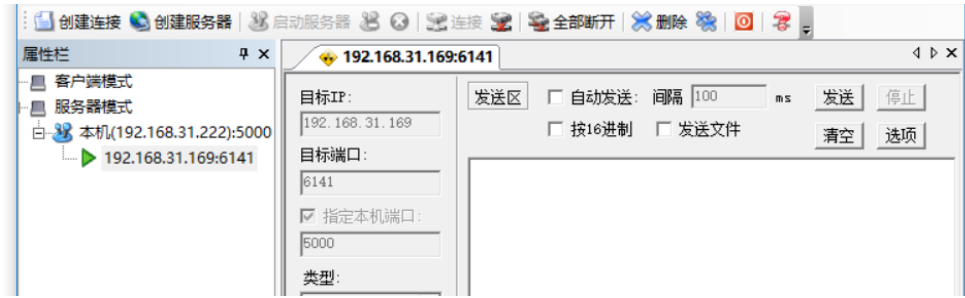 创建连接 创建服务器 启动服务器 连接 全部断开 删除
属性栏
客户端模式
服务器模式
本机(192.168.31.222):5000
192.168.31.169:6141
192.168.31.169:6141
目标IP:
192.168.31.169
目标端口:
6141
指定本机端口:
5000
类型:
发送区 自动发送: 间隔 100 ms 发送 停止
按16进制 发送文件 清空 选项